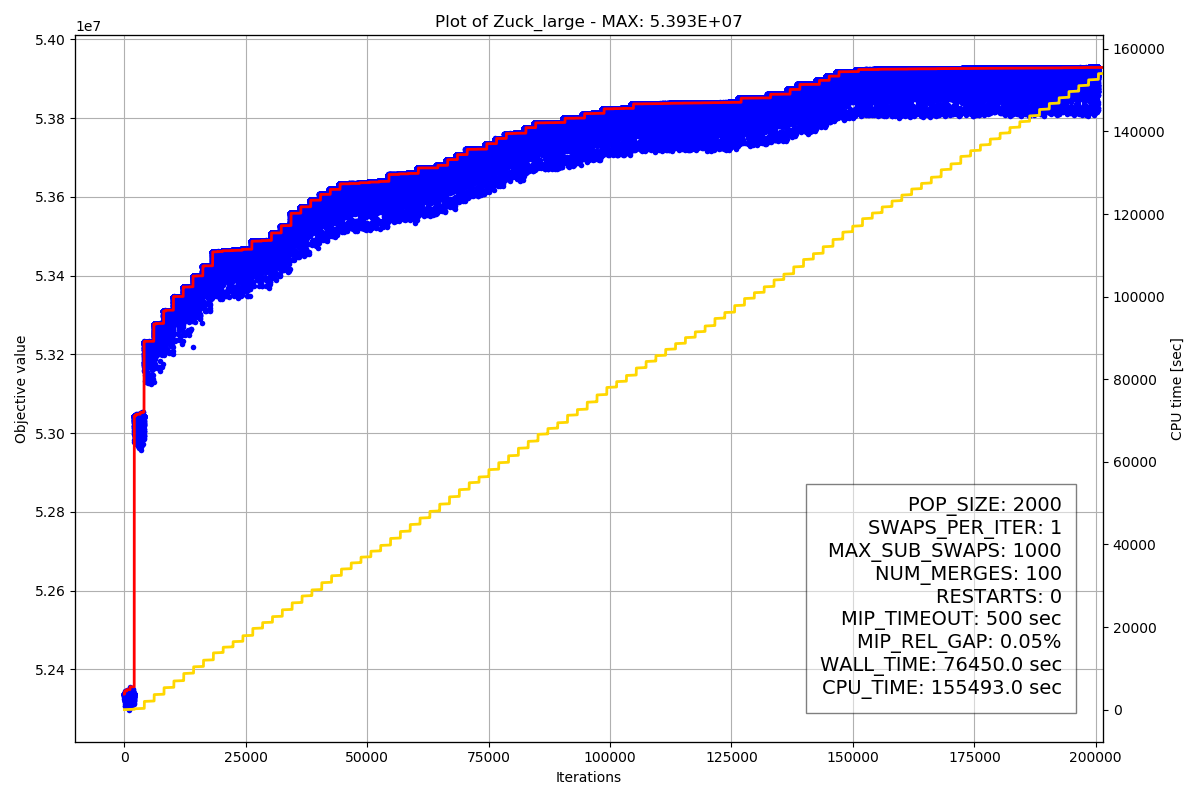 Plot of Zuck_large - MAX: 5.393E+07
1e7
5.40
5.38
5.36
5.34
5.32
5.30
5.28
5.26
5.24
Objective value
160000
140000
120000
100000
80000
60000
40000
20000
0
CPU time [sec]
POP_SIZE: 2000
SWAPS_PER_ITER: 1
MAX_SUB_SWAPS: 1000
NUM_MERGES: 100
RESTARTS: 0
MIP_TIMEOUT: 500 sec
MIP_REL_GAP: 0.05%
WALL_TIME: 76450.0 sec
CPU_TIME: 155493.0 sec
0 25000 50000 75000 100000 125000 150000 175000 200000
Iterations